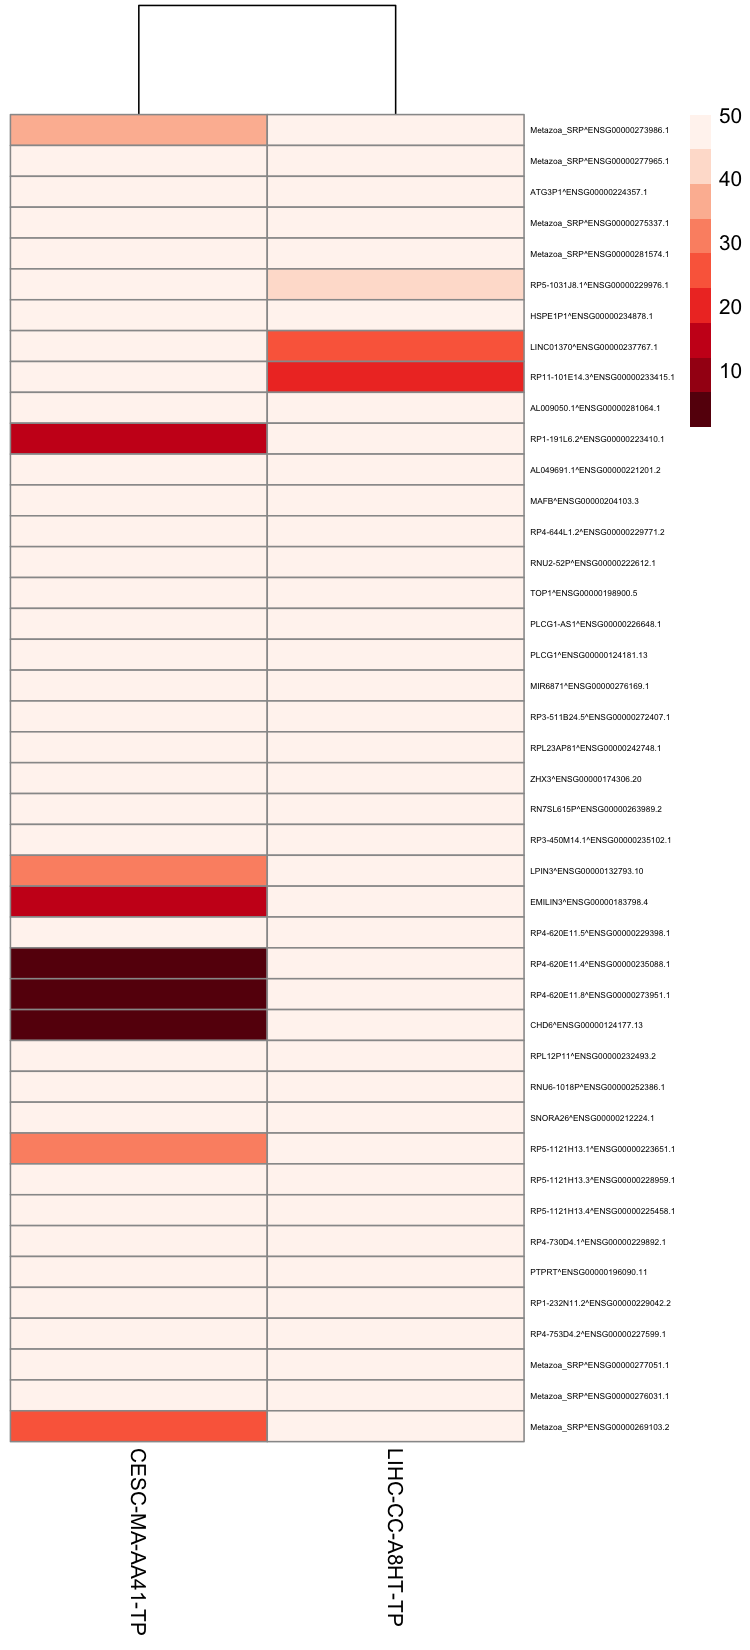 Metazoa_SRP^ENSG00000273986.1
Metazoa_SRP^ENSG00000277965.1
ATG3P1^ENSG00000224357.1
Metazoa_SRP^ENSG00000275337.1
Metazoa_SRP^ENSG00000281574.1
RP5-1031J8.1^ENSG00000229976.1
HSPE1P1^ENSG00000234878.1
LINC01370^ENSG00000237767.1
RP11-101E14.3^ENSG00000233415.1
AL009050.1^ENSG00000281064.1
RP1-191L6.2^ENSG00000223410.1
AL049691.1^ENSG00000221201.2
MAFB^ENSG00000204103.3
RP4-644L1.2^ENSG00000229771.2
RNU2-52P^ENSG00000222612.1
TOP1^ENSG00000198900.5
PLCG1-AS1^ENSG00000226648.1
PLCG1^ENSG00000124181.13
MIR6871^ENSG00000276169.1
RP3-511B24.5^ENSG00000272407.1
RPL23AP81^ENSG00000242748.1
ZHX3^ENSG00000174306.20
RN7SL615P^ENSG00000263989.2
RP3-450M14.1^ENSG00000235102.1
LPIN3^ENSG00000132793.10
EMILIN3^ENSG00000183798.4
RP4-620E11.5^ENSG00000229398.1
RP4-620E11.4^ENSG00000235088.1
RP4-620E11.8^ENSG00000273951.1
CHD6^ENSG00000124177.13
RPL12P11^ENSG00000232493.2
RNU6-1018P^ENSG00000252386.1
SNORA26^ENSG00000212224.1
RP5-1121H13.1^ENSG00000223651.1
RP5-1121H13.3^ENSG00000228959.1
RP5-1121H13.4^ENSG00000225458.1
RP4-730D4.1^ENSG00000229892.1
PTPRT^ENSG00000196090.11
RP1-232N11.2^ENSG00000229042.2
RP4-753D4.2^ENSG00000227599.1
Metazoa_SRP^ENSG00000277051.1
Metazoa_SRP^ENSG00000276031.1
Metazoa_SRP^ENSG00000269103.2
50
40
30
20
10
CESC-MA-AA41-TP
LIHC-CC-A8HT-TP